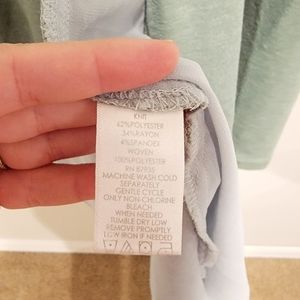 KNIT
62%POLYESTER
34%RAYON
4%SPANDEX
WOVEN
100%POLYESTER
RN 87935
MACHINE WASH COLD
SEPARATELY
GENTLE CYCLE
ONLY NON-CHLORINE
BLEACH
WHEN NEEDED
TUMBLE DRY LOW
REMOVE PROMPTLY
LOW IRON IF NEEDED